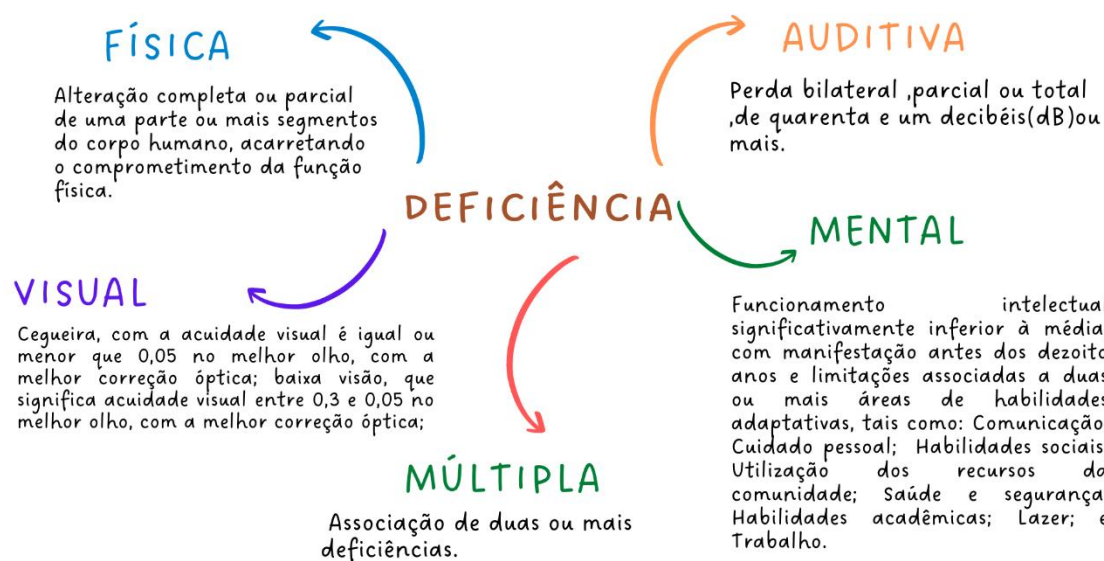 FÍSICA
Alteração completa ou parcial
de uma parte ou mais segmentos
do corpo humano, acarretando
o comprometimento da função
física.
AUDITIVA
Perda bilateral ,parcial ou total
,de quarenta e um decibéis(dB)ou
mais.
DEFICIÊNCIA
VISUAL
Cegueira, com a acuidade visual é igual ou
menor que 0,05 no melhor olho, com a
melhor correção óptica; baixa visão, que
significa acuidade visual entre 0,3 e 0,05 no
melhor olho, com a melhor correção óptica;
MENTAL
Funcionamento intelectua
significativamente inferior à média
com manifestação antes dos dezoito
anos e limitações associadas a duas
ou mais áreas de habilidades
adaptativas, tais como: Comunicação
Cuidado pessoal; Habilidades sociais
Utilização dos recursos da
comunidade; Saúde e segurança
Habilidades acadêmicas; Lazer; e
Trabalho.
MÚLTIPLA
Associação de duas ou mais
deficiências.